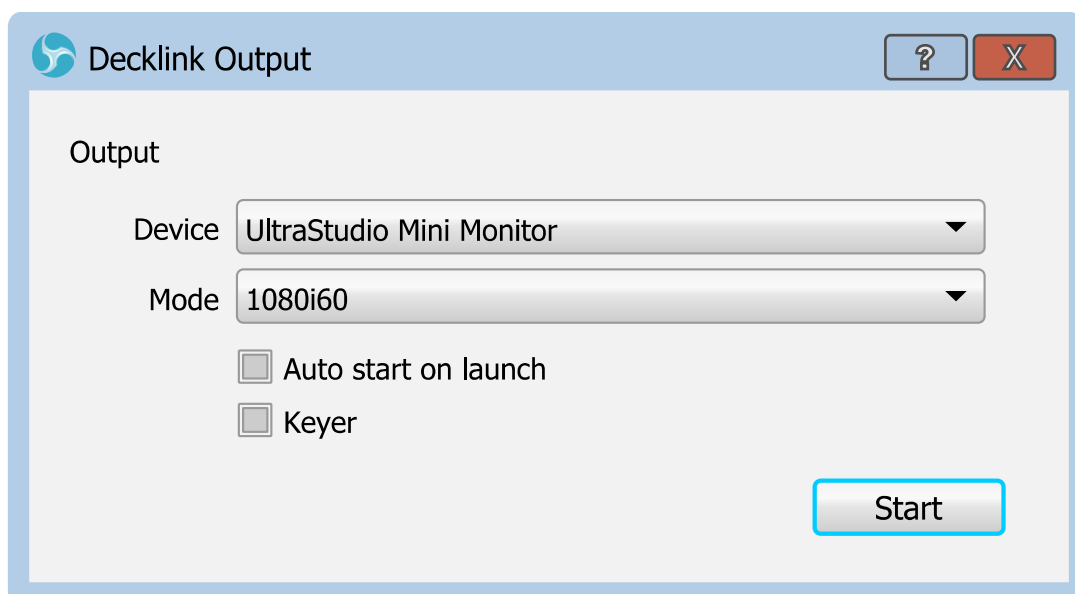 Decklink Output
? X
Output
Device UltraStudio Mini Monitor
Mode 1080i60
Auto start on launch
Keyer
Start